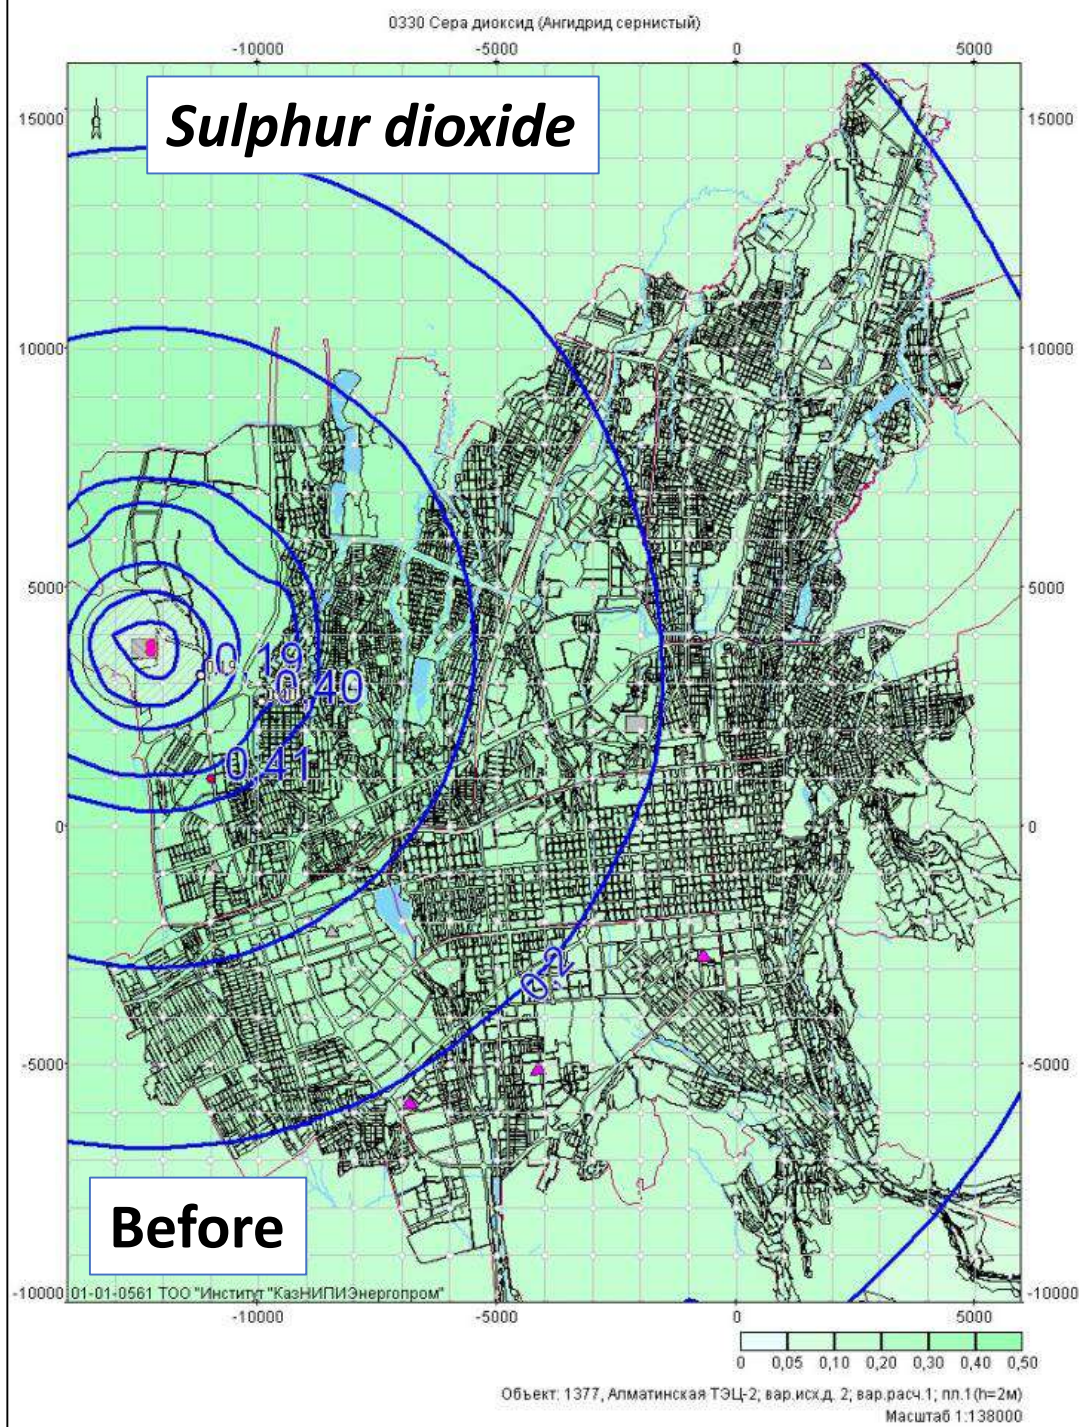 0330 Сера диоксид (Ангидрид сернистый)
-10000 -5000 0 5000
Sulphur dioxide
15000 15000
10000 10000
5000 5000
0,19
0,40
0,41
0 0
0,2
-5000 -5000
Before
-10000 -10000
01-01-0561 ТОО "Институт "КазНИПИЭнергопром"
-10000 -5000 0 5000
0 0,05 0,10 0,20 0,30 0,40 0,50
Объект: 1377, Алматинская ТЭЦ-2; вар.исх.д. 2; вар.расч.1; пл.1(h=2м)
Масштаб 1:138000